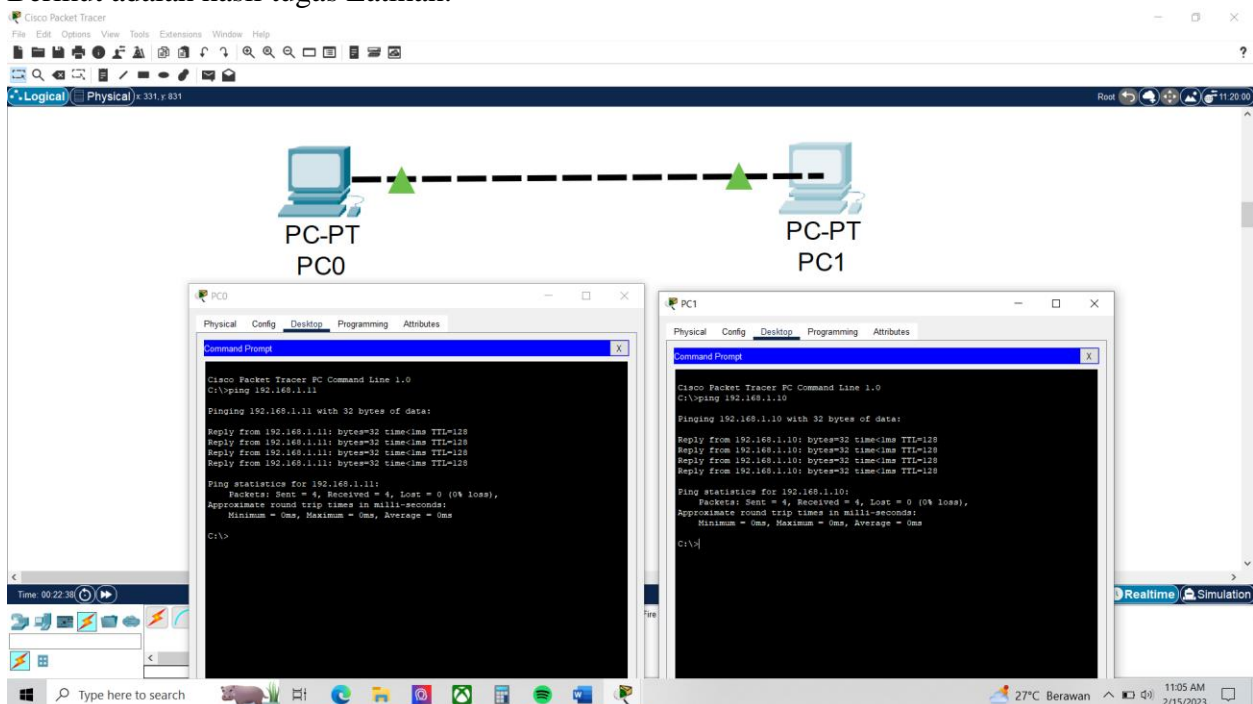 Cisco Packet Tracer
File Edit Options View Tools Extensions Window Help
?
Logical Physical x: 331, y: 831
Root 11:20:00
PC-PT
PC0
PC-PT
PC1
PC0
Physical Config Desktop Programming Attributes
Command Prompt X
Cisco Packet Tracer PC Command Line 1.0
C:\>ping 192.168.1.11
Pinging 192.168.1.11 with 32 bytes of data:
Reply from 192.168.1.11: bytes=32 time<1ms TTL=128
Reply from 192.168.1.11: bytes=32 time<1ms TTL=128
Reply from 192.168.1.11: bytes=32 time<1ms TTL=128
Reply from 192.168.1.11: bytes=32 time<1ms TTL=128
Ping statistics for 192.168.1.11:
Packets: Sent = 4, Received = 4, Lost = 0 (0% loss),
Approximate round trip times in milli-seconds:
Minimum = 0ms, Maximum = 0ms, Average = 0ms
C:\>
PC1
Physical Config Desktop Programming Attributes
Command Prompt X
Cisco Packet Tracer PC Command Line 1.0
C:\>ping 192.168.1.10
Pinging 192.168.1.10 with 32 bytes of data:
Reply from 192.168.1.10: bytes=32 time<1ms TTL=128
Reply from 192.168.1.10: bytes=32 time<1ms TTL=128
Reply from 192.168.1.10: bytes=32 time<1ms TTL=128
Reply from 192.168.1.10: bytes=32 time<1ms TTL=128
Ping statistics for 192.168.1.10:
Packets: Sent = 4, Received = 4, Lost = 0 (0% loss),
Approximate round trip times in milli-seconds:
Minimum = 0ms, Maximum = 0ms, Average = 0ms
C:\>
Time: 00:22:38
Realtime Simulation
Fire
Type here to search
27°C Berawan
11:05 AM
2/15/2023